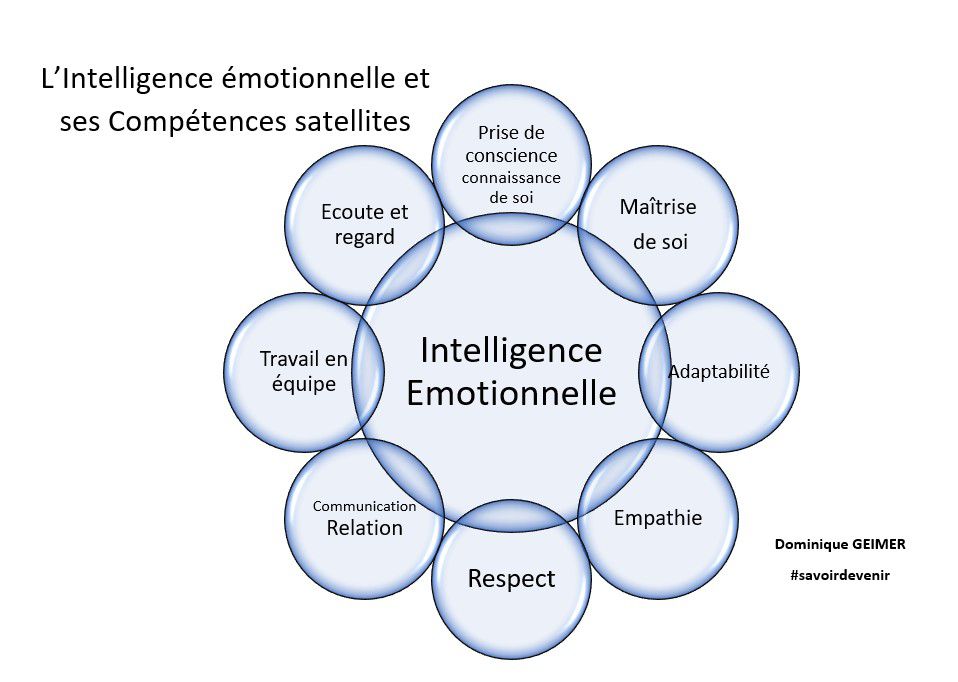 L’Intelligence émotionnelle et
ses Compétences satellites
Prise de
conscience
connaissance
de soi
Maîtrise
de soi
Adaptabilité
Empathie
Respect
Communication
Relation
Travail en
équipe
Ecoute et
regard
Intelligence
Emotionnelle
Dominique GEIMER
#savoirdevenir